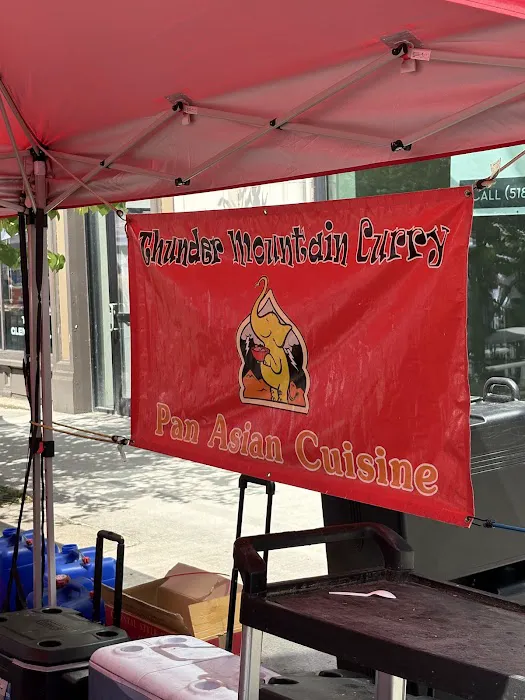 Thunder Mountain Curry
Pan Asian Cuisine
CALL (518